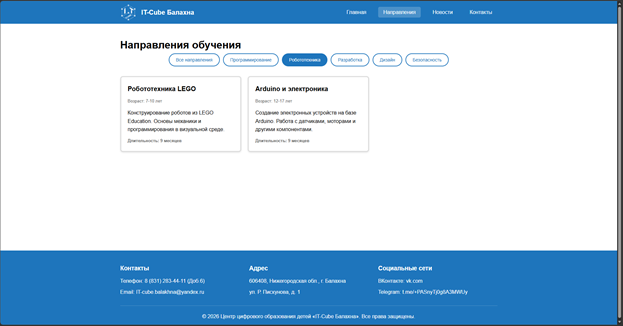 IT-Cube Балахна
Главная Направления Новости Контакты
Направления обучения
Все направления Программирование Робототехника Разработка Дизайн Безопасность
Робототехника LEGO
Возраст: 7-10 лет
Конструирование роботов из LEGO
Education. Основы механики и
программирования в визуальной среде.
Длительность: 9 месяцев
Arduino и электроника
Возраст: 12-17 лет
Создание электронных устройств на базе
Arduino. Работа с датчиками, моторами и
другими компонентами.
Длительность: 9 месяцев
Контакты
Телефон: 8 (831) 283-44-11 (Доб.6)
Email: IT-cube.balakhna@yandex.ru
Адрес
606408, Нижегородская обл., г. Балахна
ул. Р. Пискунова, д. 1
Социальные сети
ВКонтакте: vk.com
Telegram:
© 2026 Центр цифрового образования детей «IT-Cube Балахна». Все права защищены.